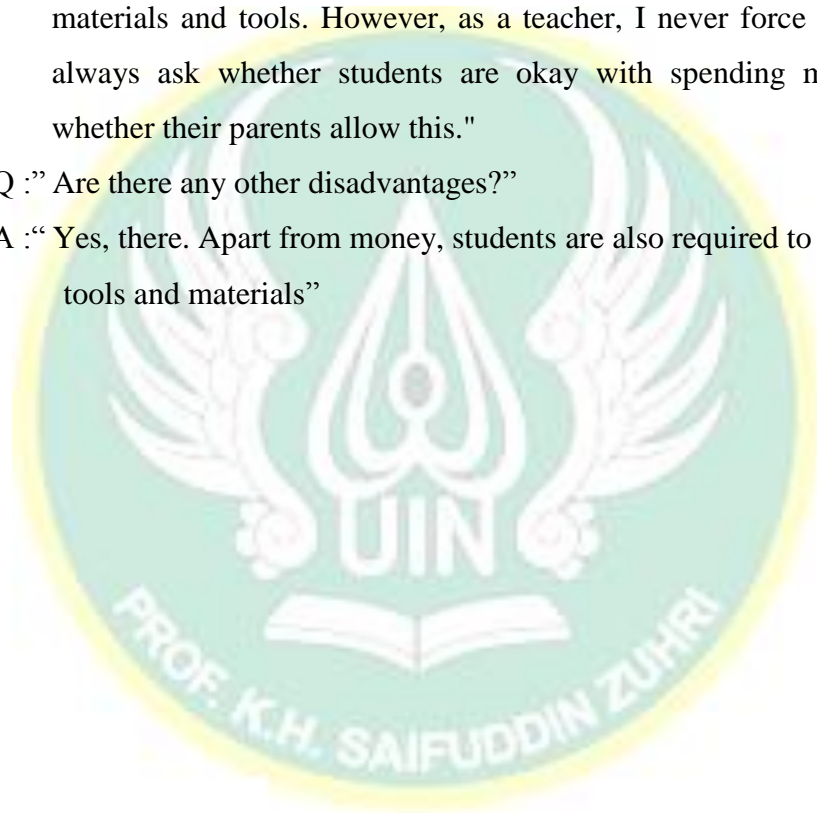 materials and tools. However, as a teacher, I never force
always ask whether students are okay with spending
whether their parents allow this."
Q :” Are there any other disadvantages?”
A :“ Yes, there. Apart from money, students are also required to
tools and materials”
UIN
PROF. K.H. SAIFUDDIN ZUHRI